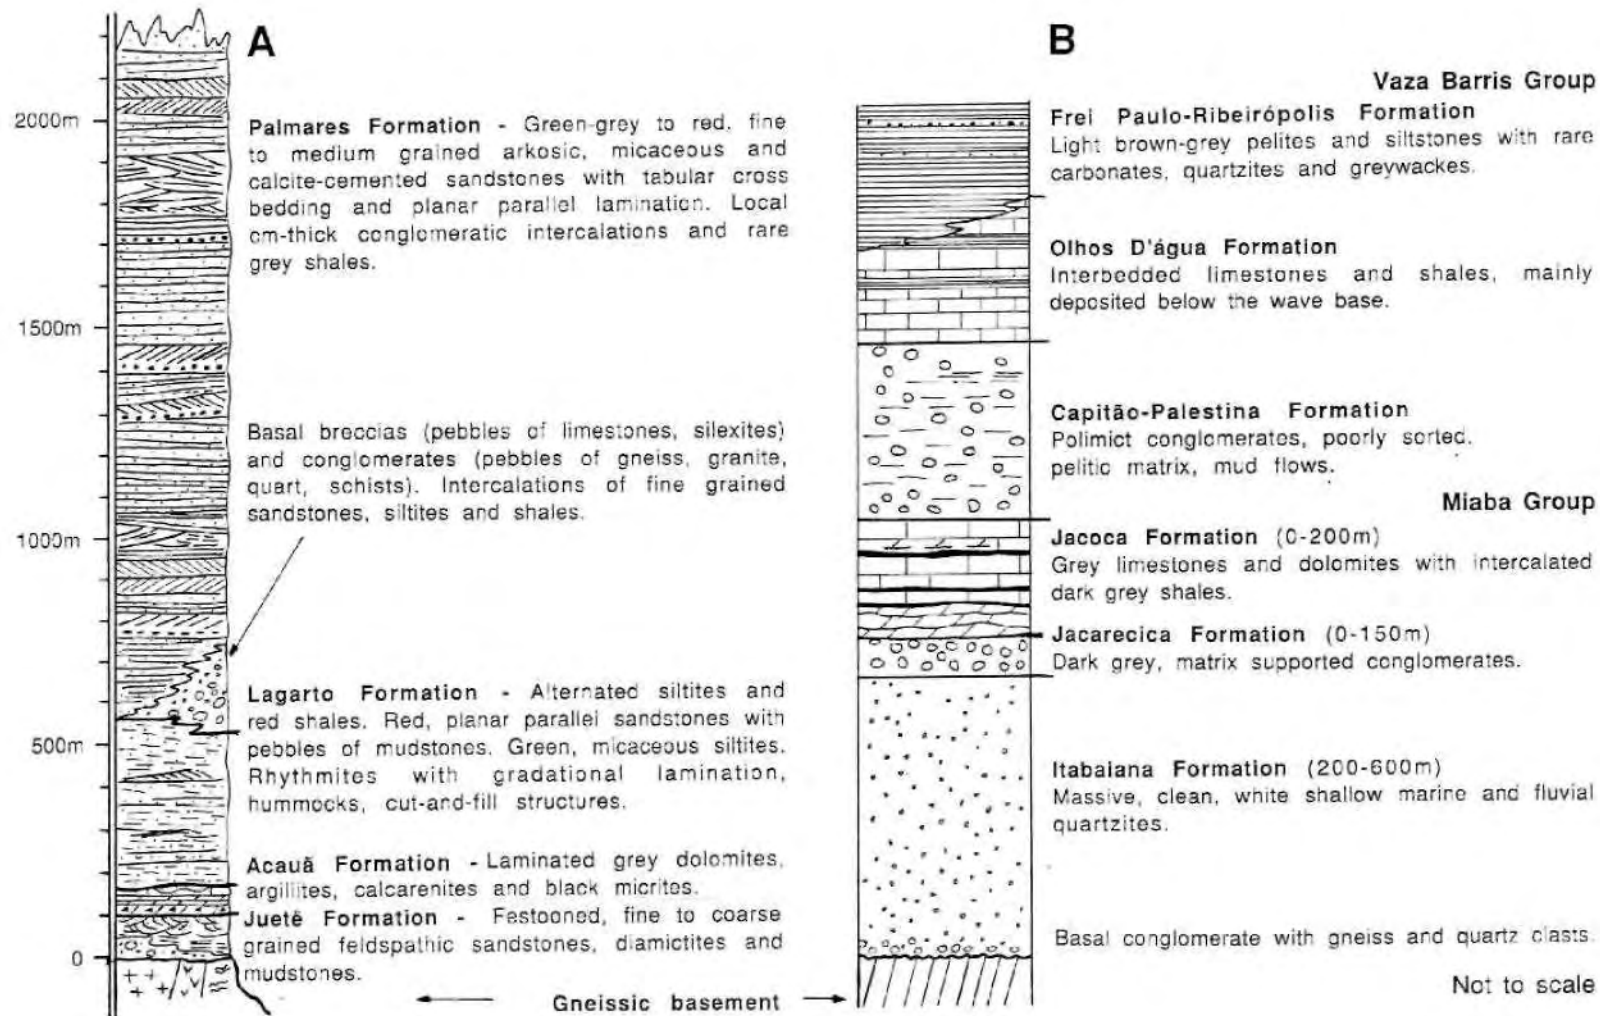 A
2000m
1500m
1000m
500m
0
Palmares Formation - Green-grey to red, fine
to medium grained arkosic, micaceous and
calcite-cemented sandstones with tabular cross
bedding and planar parallel lamination. Local
cm-thick conglomeratic intercalations and rare
grey shales.
Basal breccias (pebbles of limestones, silexites)
and conglomerates (pebbles of gneiss, granite,
quart, schists). Intercalations of fine grained
sandstones, siltites and shales.
Lagarto Formation - Alternated siltites and
red shales. Red, planar parallel sandstones with
pebbles of mudstones. Green, micaceous siltites.
Rhythmites with gradational lamination,
hummocks, cut-and-fill structures.
Acauã Formation - Laminated grey dolomites,
argillites, calcarenites and black micrites.
Juetê Formation - Festooned, fine to coarse
grained feldspathic sandstones, diamictites and
mudstones.
Gneissic basement
B
Vaza Barris Group
Frei Paulo-Ribeirópolis Formation
Light brown-grey pelites and siltstones with rare
carbonates, quartzites and greywackes.
Olhos D'água Formation
Interbedded limestones and shales, mainly
deposited below the wave base.
Capitão-Palestina Formation
Polimict conglomerates, poorly sorted.
pelitic matrix, mud flows.
Miaba Group
Jacoca Formation (0-200m)
Grey limestones and dolomites with intercalated
dark grey shales.
Jacarecica Formation (0-150m)
Dark grey, matrix supported conglomerates.
Itabaiana Formation (200-600m)
Massive, clean, white shallow marine and fluvial
quartzites.
Basal conglomerate with gneiss and quartz clasts.
Not to scale